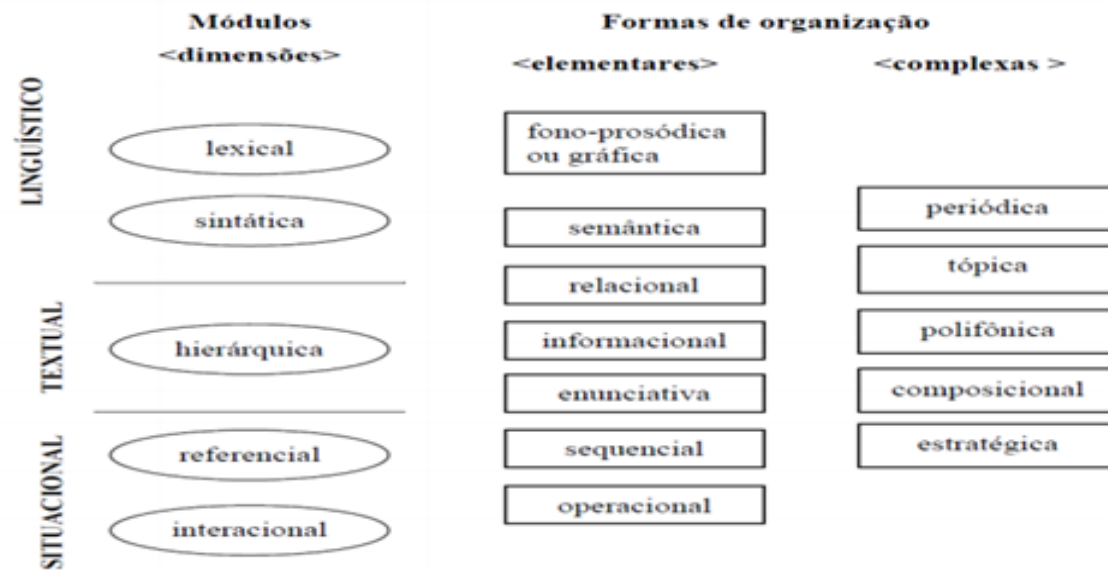 Módulos
<dimensões>
Formas de organização
<elementares>
<complexas >
LINGUÍSTICO
lexical
sintática
TEXTUAL
hierárquica
SITUACIONAL
referencial
interacional
fono-prosódica
ou gráfica
semântica
relacional
informacional
enunciativa
sequencial
operacional
periódica
tópica
polifônica
composicional
estratégica